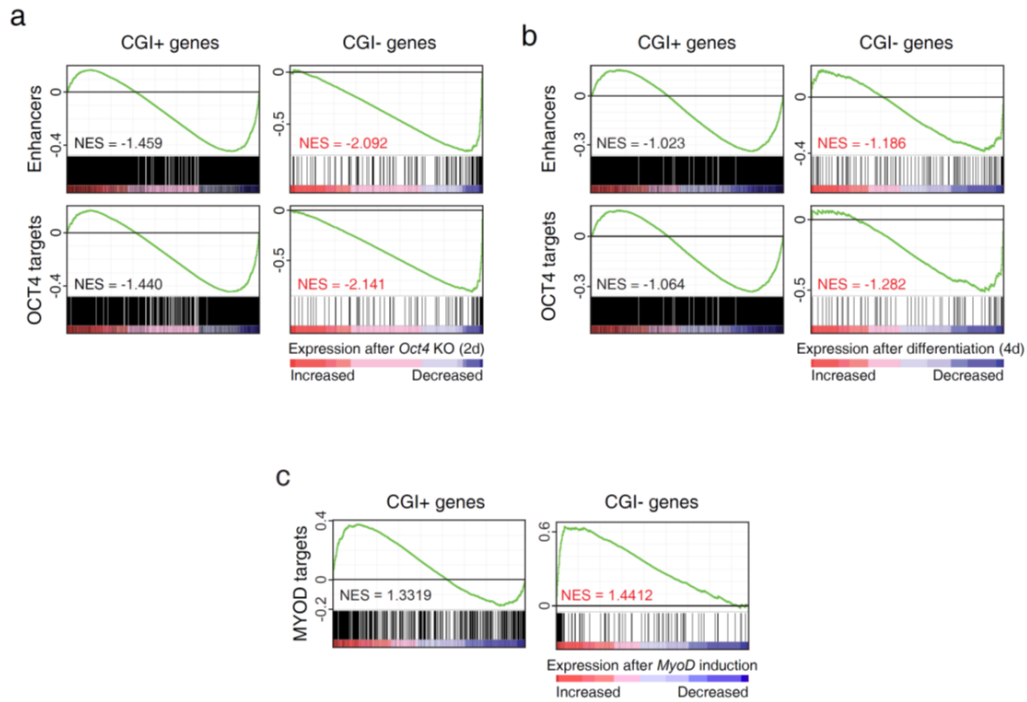 a
CGI+ genes
CGI- genes
Enhancers
0
-0.4
NES = -1.459
0
-0.5
NES = -2.092
OCT4 targets
0
-0.4
NES = -1.440
0
-0.5
NES = -2.141
Expression after Oct4 KO (2d)
Increased
Decreased
b
CGI+ genes
CGI- genes
Enhancers
0
-0.3
NES = -1.023
0
-0.4
NES = -1.186
OCT4 targets
0
-0.3
NES = -1.064
0
-0.5
NES = -1.282
Expression after differentiation (4d)
Increased
Decreased
c
CGI+ genes
CGI- genes
MYOD targets
0.4
0
-0.2
NES = 1.3319
0.6
0
NES = 1.4412
Expression after MyoD induction
Increased
Decreased